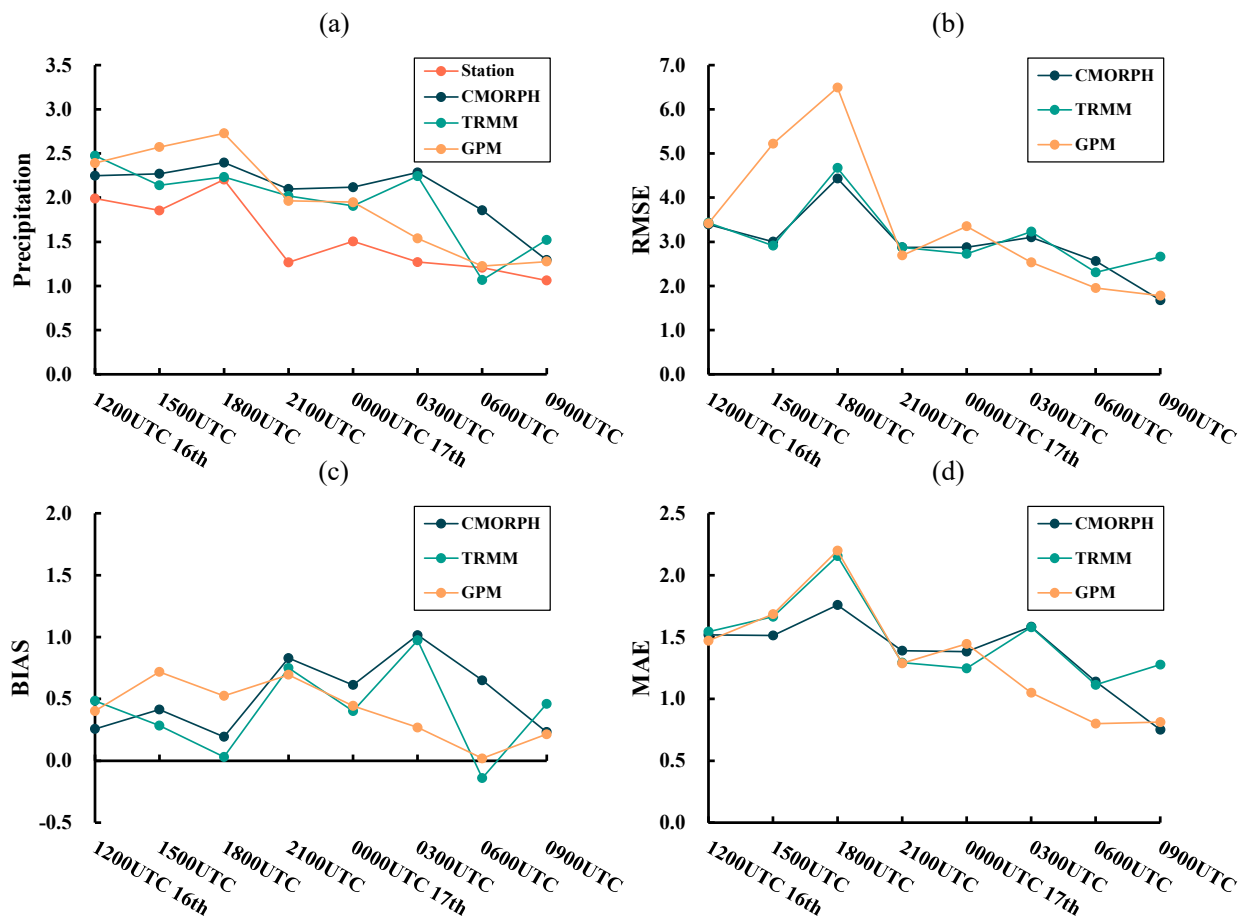 (a)
Precipitation
3.5
3.0
2.5
2.0
1.5
1.0
0.5
0.0
Station
CMORPH
TRMM
GPM
1200UTC 16th
1500UTC
1800UTC
2100UTC
0000UTC 17th
0300UTC
0600UTC
0900UTC
(b)
RMSE
7.0
6.0
5.0
4.0
3.0
2.0
1.0
0.0
CMORPH
TRMM
GPM
1200UTC 16th
1500UTC
1800UTC
2100UTC
0000UTC 17th
0300UTC
0600UTC
0900UTC
(c)
BIAS
2.0
1.5
1.0
0.5
0.0
-0.5
CMORPH
TRMM
GPM
1200UTC 16th
1500UTC
1800UTC
2100UTC
0000UTC 17th
0300UTC
0600UTC
0900UTC
(d)
MAE
2.5
2.0
1.5
1.0
0.5
0.0
CMORPH
TRMM
GPM
1200UTC 16th
1500UTC
1800UTC
2100UTC
0000UTC 17th
0300UTC
0600UTC
0900UTC